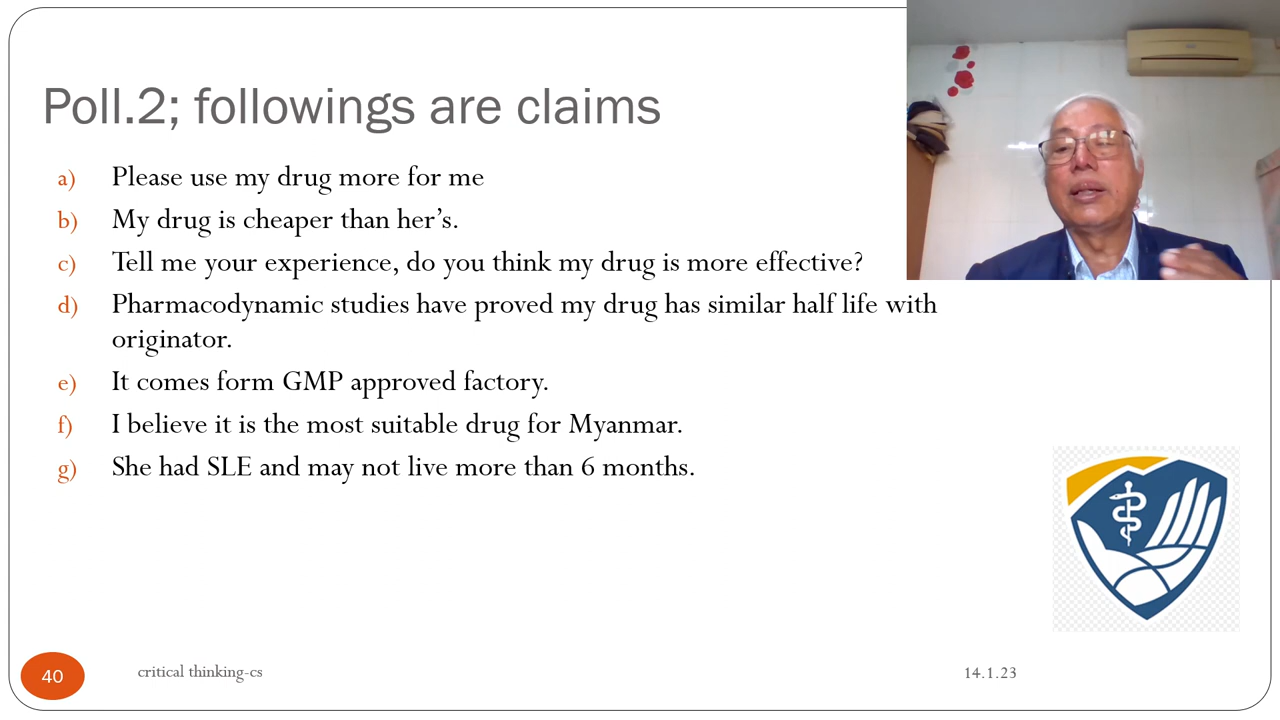 Poll.2; followings are claims
a) Please use my drug more for me
b) My drug is cheaper than her’s.
c) Tell me your experience, do you think my drug is more effective?
d) Pharmacodynamic studies have proved my drug has similar half life with
originator.
e) It comes form GMP approved factory.
f) I believe it is the most suitable drug for Myanmar.
g) She had SLE and may not live more than 6 months.
40
critical thinking-cs
14.1.23